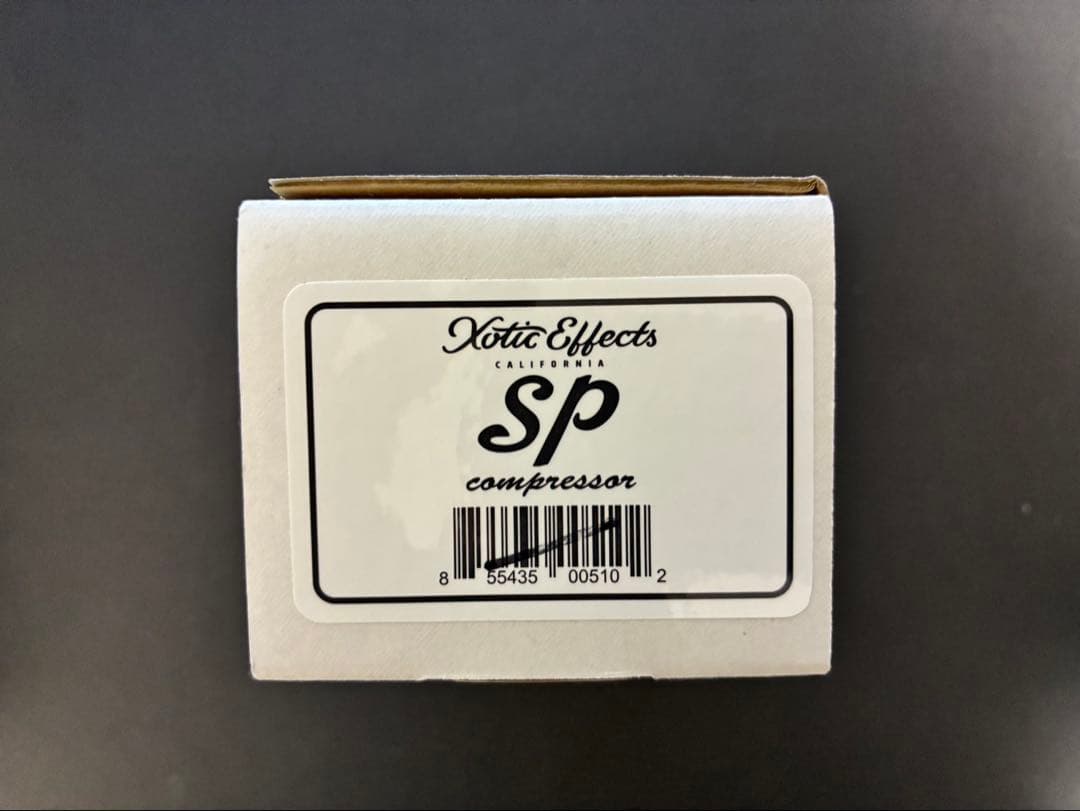 Xotic Effects
CALIFORNIA
SP
compressor
8 55435 00510 2